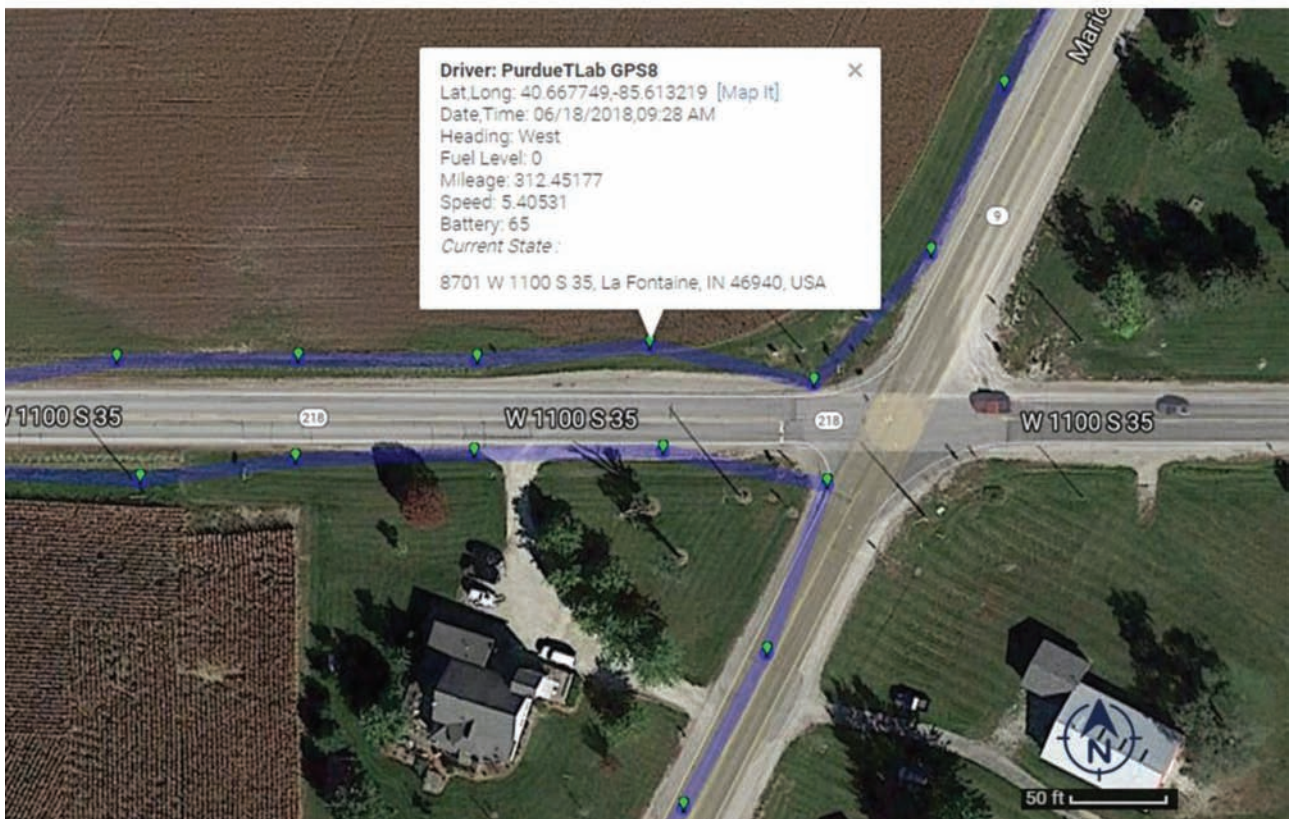 Driver: PurdueTLab GPS8
Lat,Long: 40.667749,-85.613219 [Map It]
Date,Time: 06/18/2018,09:28 AM
Heading: West
Fuel Level: 0
Mileage: 312.45177
Speed: 5.40531
Battery: 65
Current State :
8701 W 1100 S 35, La Fontaine, IN 46940, USA
Mario
9
W 1100 S 35
218
W 1100 S 35
218
W 1100 S 35
N
50 ft